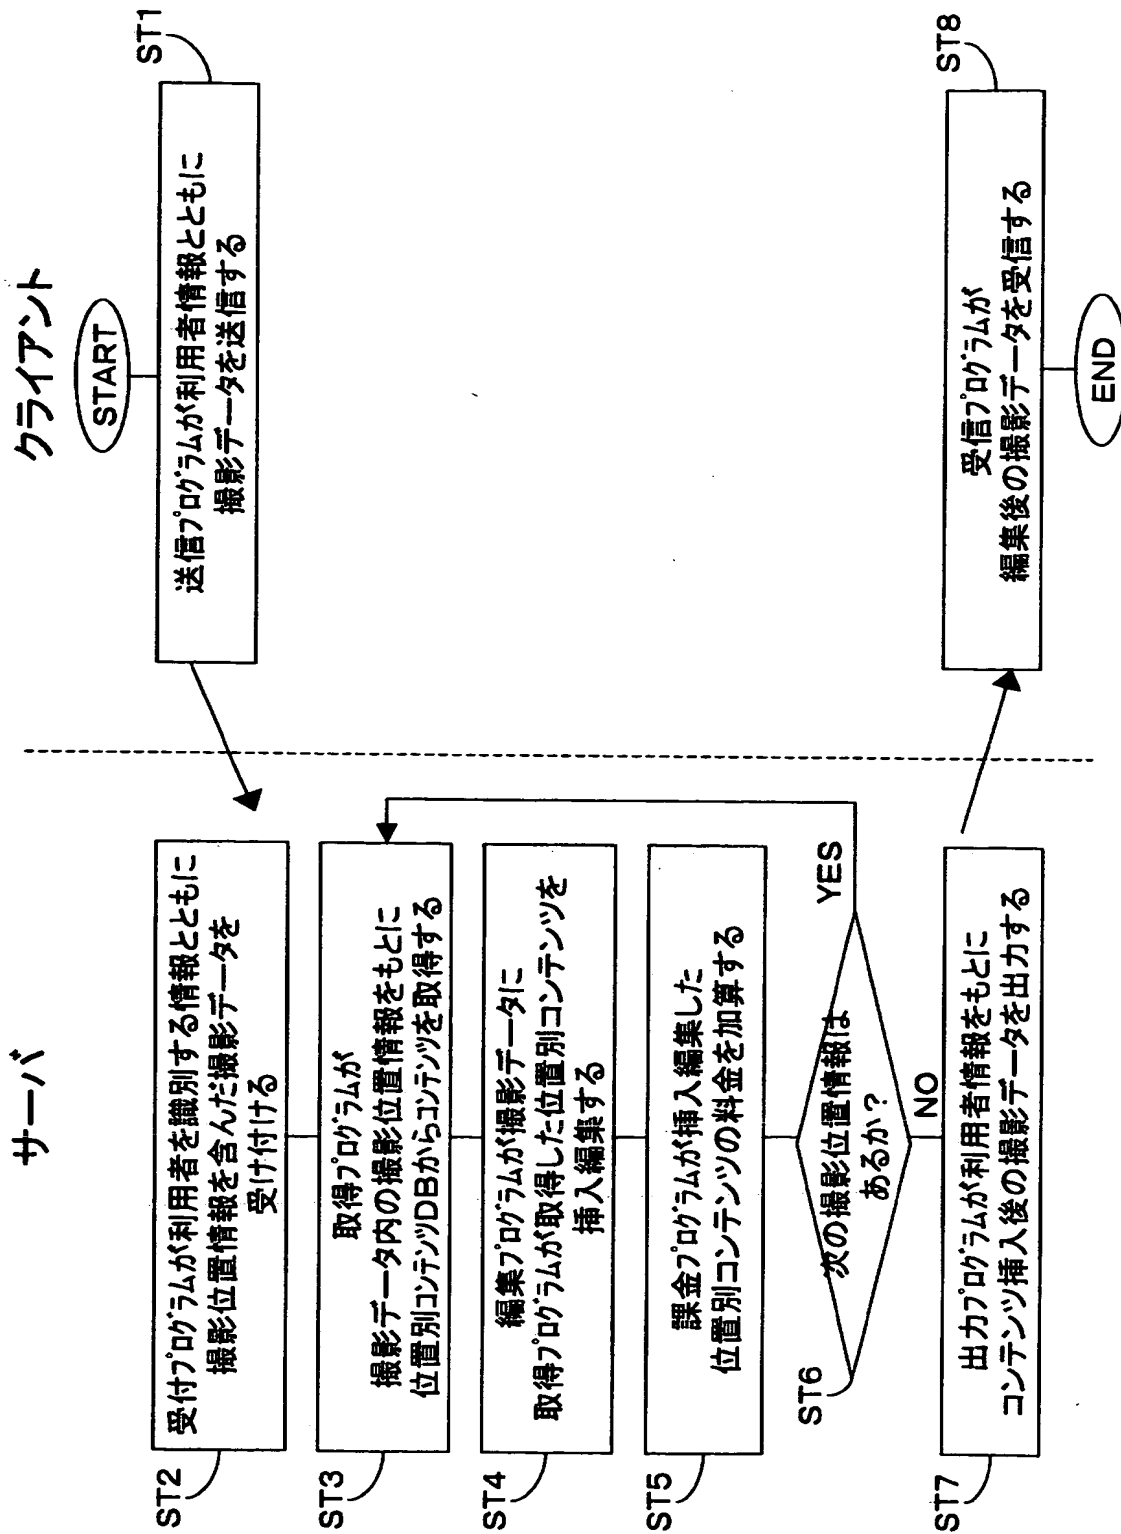 サーバ
クライアント
START
ST1
送信プログラムが利用者情報とともに
撮影データを送信する
ST2
受付プログラムが利用者を識別する情報とともに
撮影位置情報を含んだ撮影データを
受け付ける
ST3
取得プログラムが
撮影データ内の撮影位置情報をもとに
位置別コンテンツDBからコンテンツを取得する
ST4
編集プログラムが撮影データに
取得プログラムが取得した位置別コンテンツを
挿入編集する
ST5
課金プログラムが挿入編集した
位置別コンテンツの料金を加算する
ST6
次の撮影位置情報は
あるか?
YES
NO
ST7
出力プログラムが利用者情報をもとに
コンテンツ挿入後の撮影データを出力する
ST8
受信プログラムが
編集後の撮影データを受信する
END